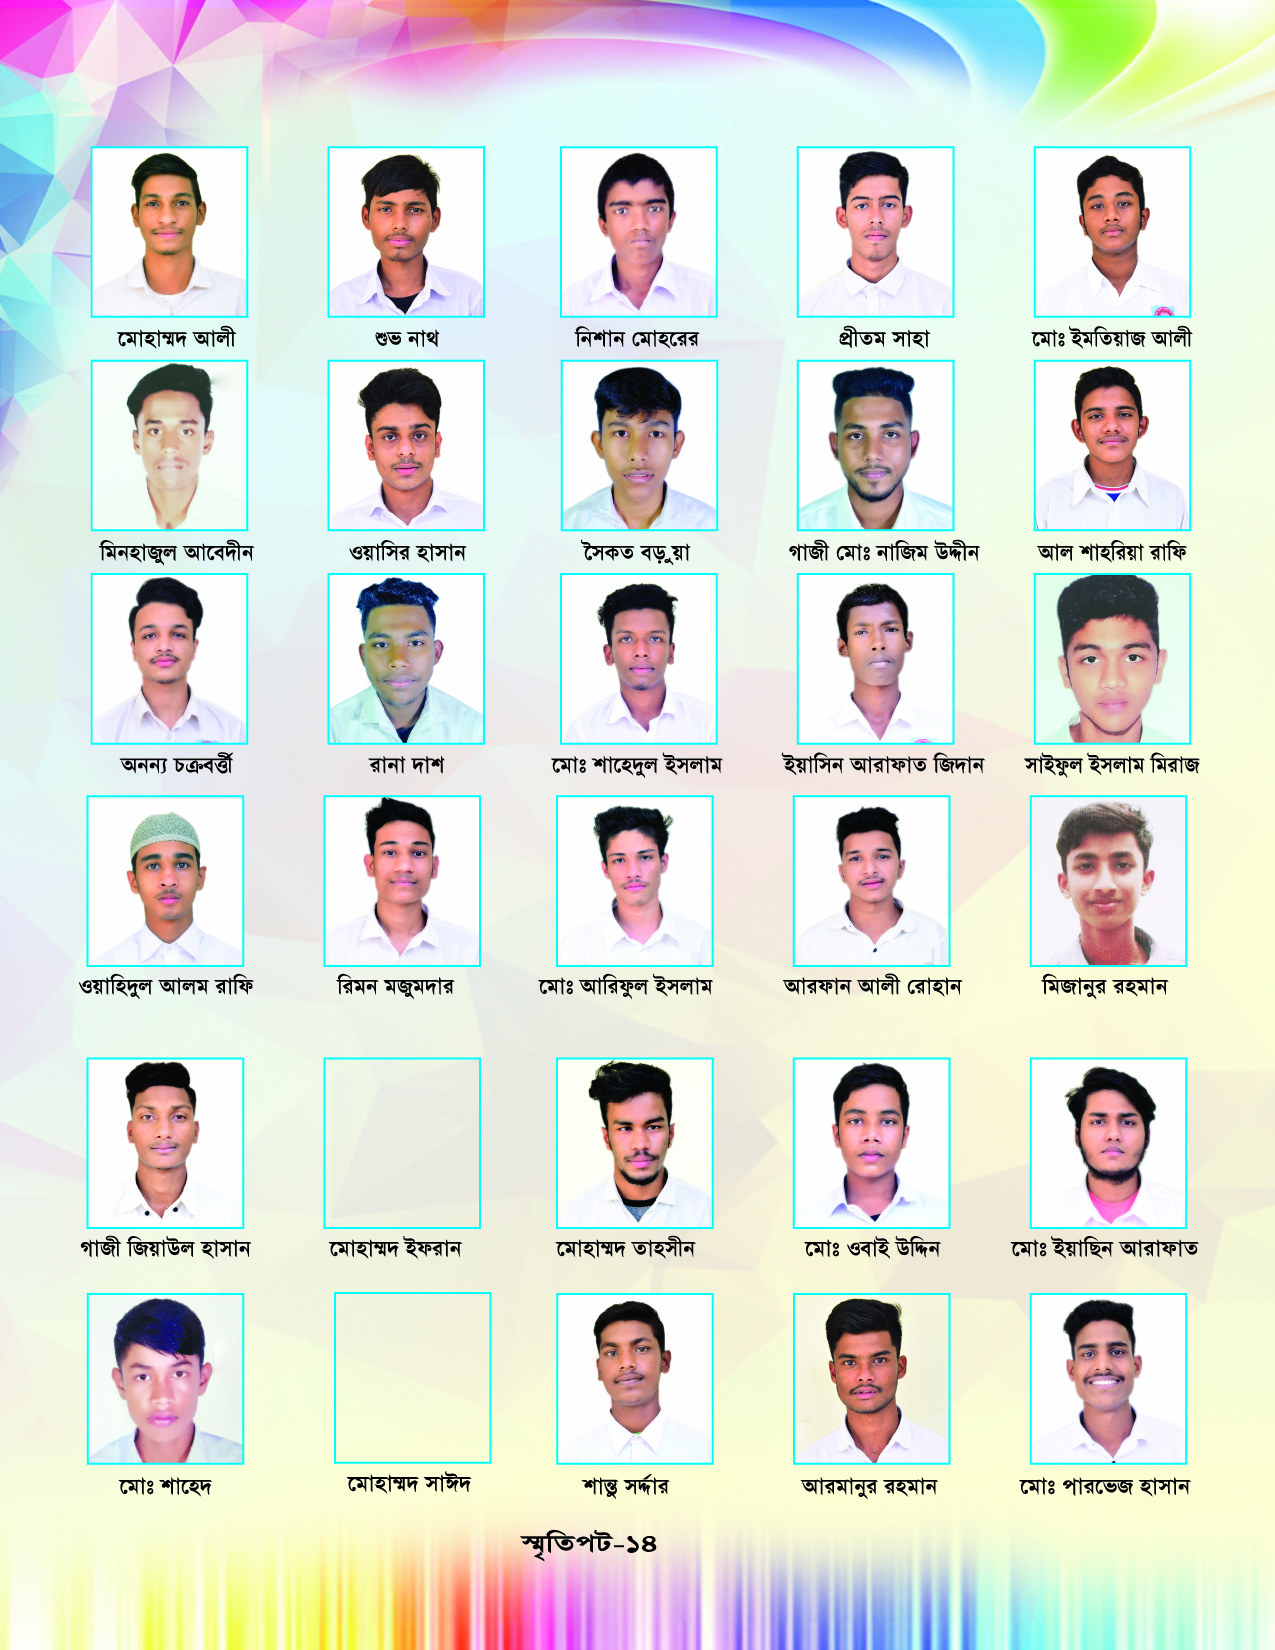 মোহাম্মদ আলী
শুভ নাথ
নিশান মোহরের
প্রীতম সাহা
মোঃ ইমতিয়াজ আলী
মিনহাজুল আবেদীন
ওয়াসির হাসান
সৈকত বড়ু়য়া
গাজী মোঃ নাজিম উদ্দীন
আল শাহরিয়া রাফি
অনন্য চক্রবর্ত্তী
রানা দাশ
মোঃ শাহেদুল ইসলাম
ইয়াসিন আরাফাত জিদান
সাইফুল ইসলাম মিরাজ
ওয়াহিদুল আলম রাফি
রিমন মজুমদার
মোঃ আরিফুল ইসলাম
আরফান আলী রোহান
মিজানুর রহমান
গাজী জিয়াউল হাসান
মোহাম্মদ ইফরান
মোহাম্মদ তাহসীন
মোঃ ওবাই উদ্দিন
মোঃ ইয়াছিন আরাফাত
মোঃ শাহেদ
মোহাম্মদ সাঈদ
শান্তু সর্দ্দার
আরমানুর রহমান
মোঃ পারভেজ হাসান
স্মৃতিপট-১৪